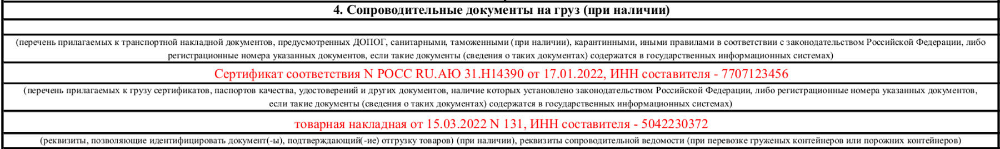 4. Сопроводительные документы на груз (при наличии)
(перечень прилагаемых к транспортной накладной документов, предусмотренных ДОПОГ, санитарными, таможенными (при наличии), карантинными, иными правилами в соответствии с законодательством Российской Федерации, либо
регистрационные номера указанных документов, если такие документы (сведения о таких документах) содержатся в государственных информационных системах)
Сертификат соответствия N РОСС RU.АЮ 31.Н14390 от 17.01.2022, ИНН составителя - 7707123456
(перечень прилагаемых к грузу сертификатов, паспортов качества, удостоверений и других документов, наличие которых установлено законодательством Российской Федерации, либо регистрационные номера указанных документов,
если такие документы (сведения о таких документах) содержатся в государственных информационных системах)
товарная накладная от 15.03.2022 N 131, ИНН составителя - 5042230372
(реквизиты, позволяющие идентифицировать документ(-ы), подтверждающий(-ие) отгрузку товаров) (при наличии), реквизиты сопроводительной ведомости (при перевозке груженых контейнеров или порожних контейнеров)